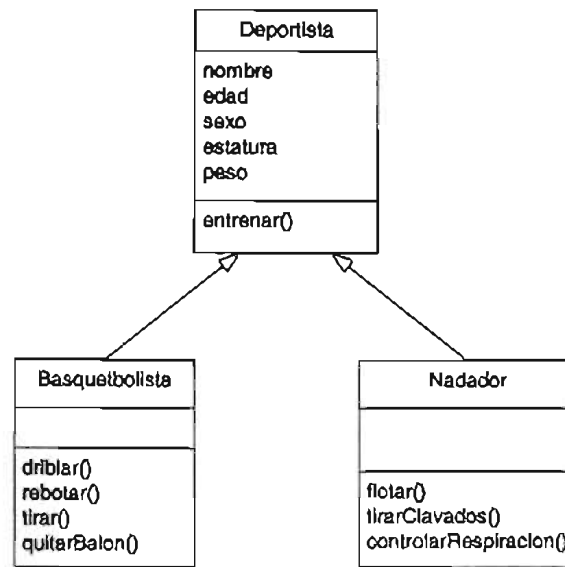 Deportista
nombre
edad
sexo
estatura
peso
entrenar()
Basquetbolista
driblar()
rebotar()
tirar()
quitarBalon()
Nadador
flotar()
tirarClavados()
controlarRespiracion()